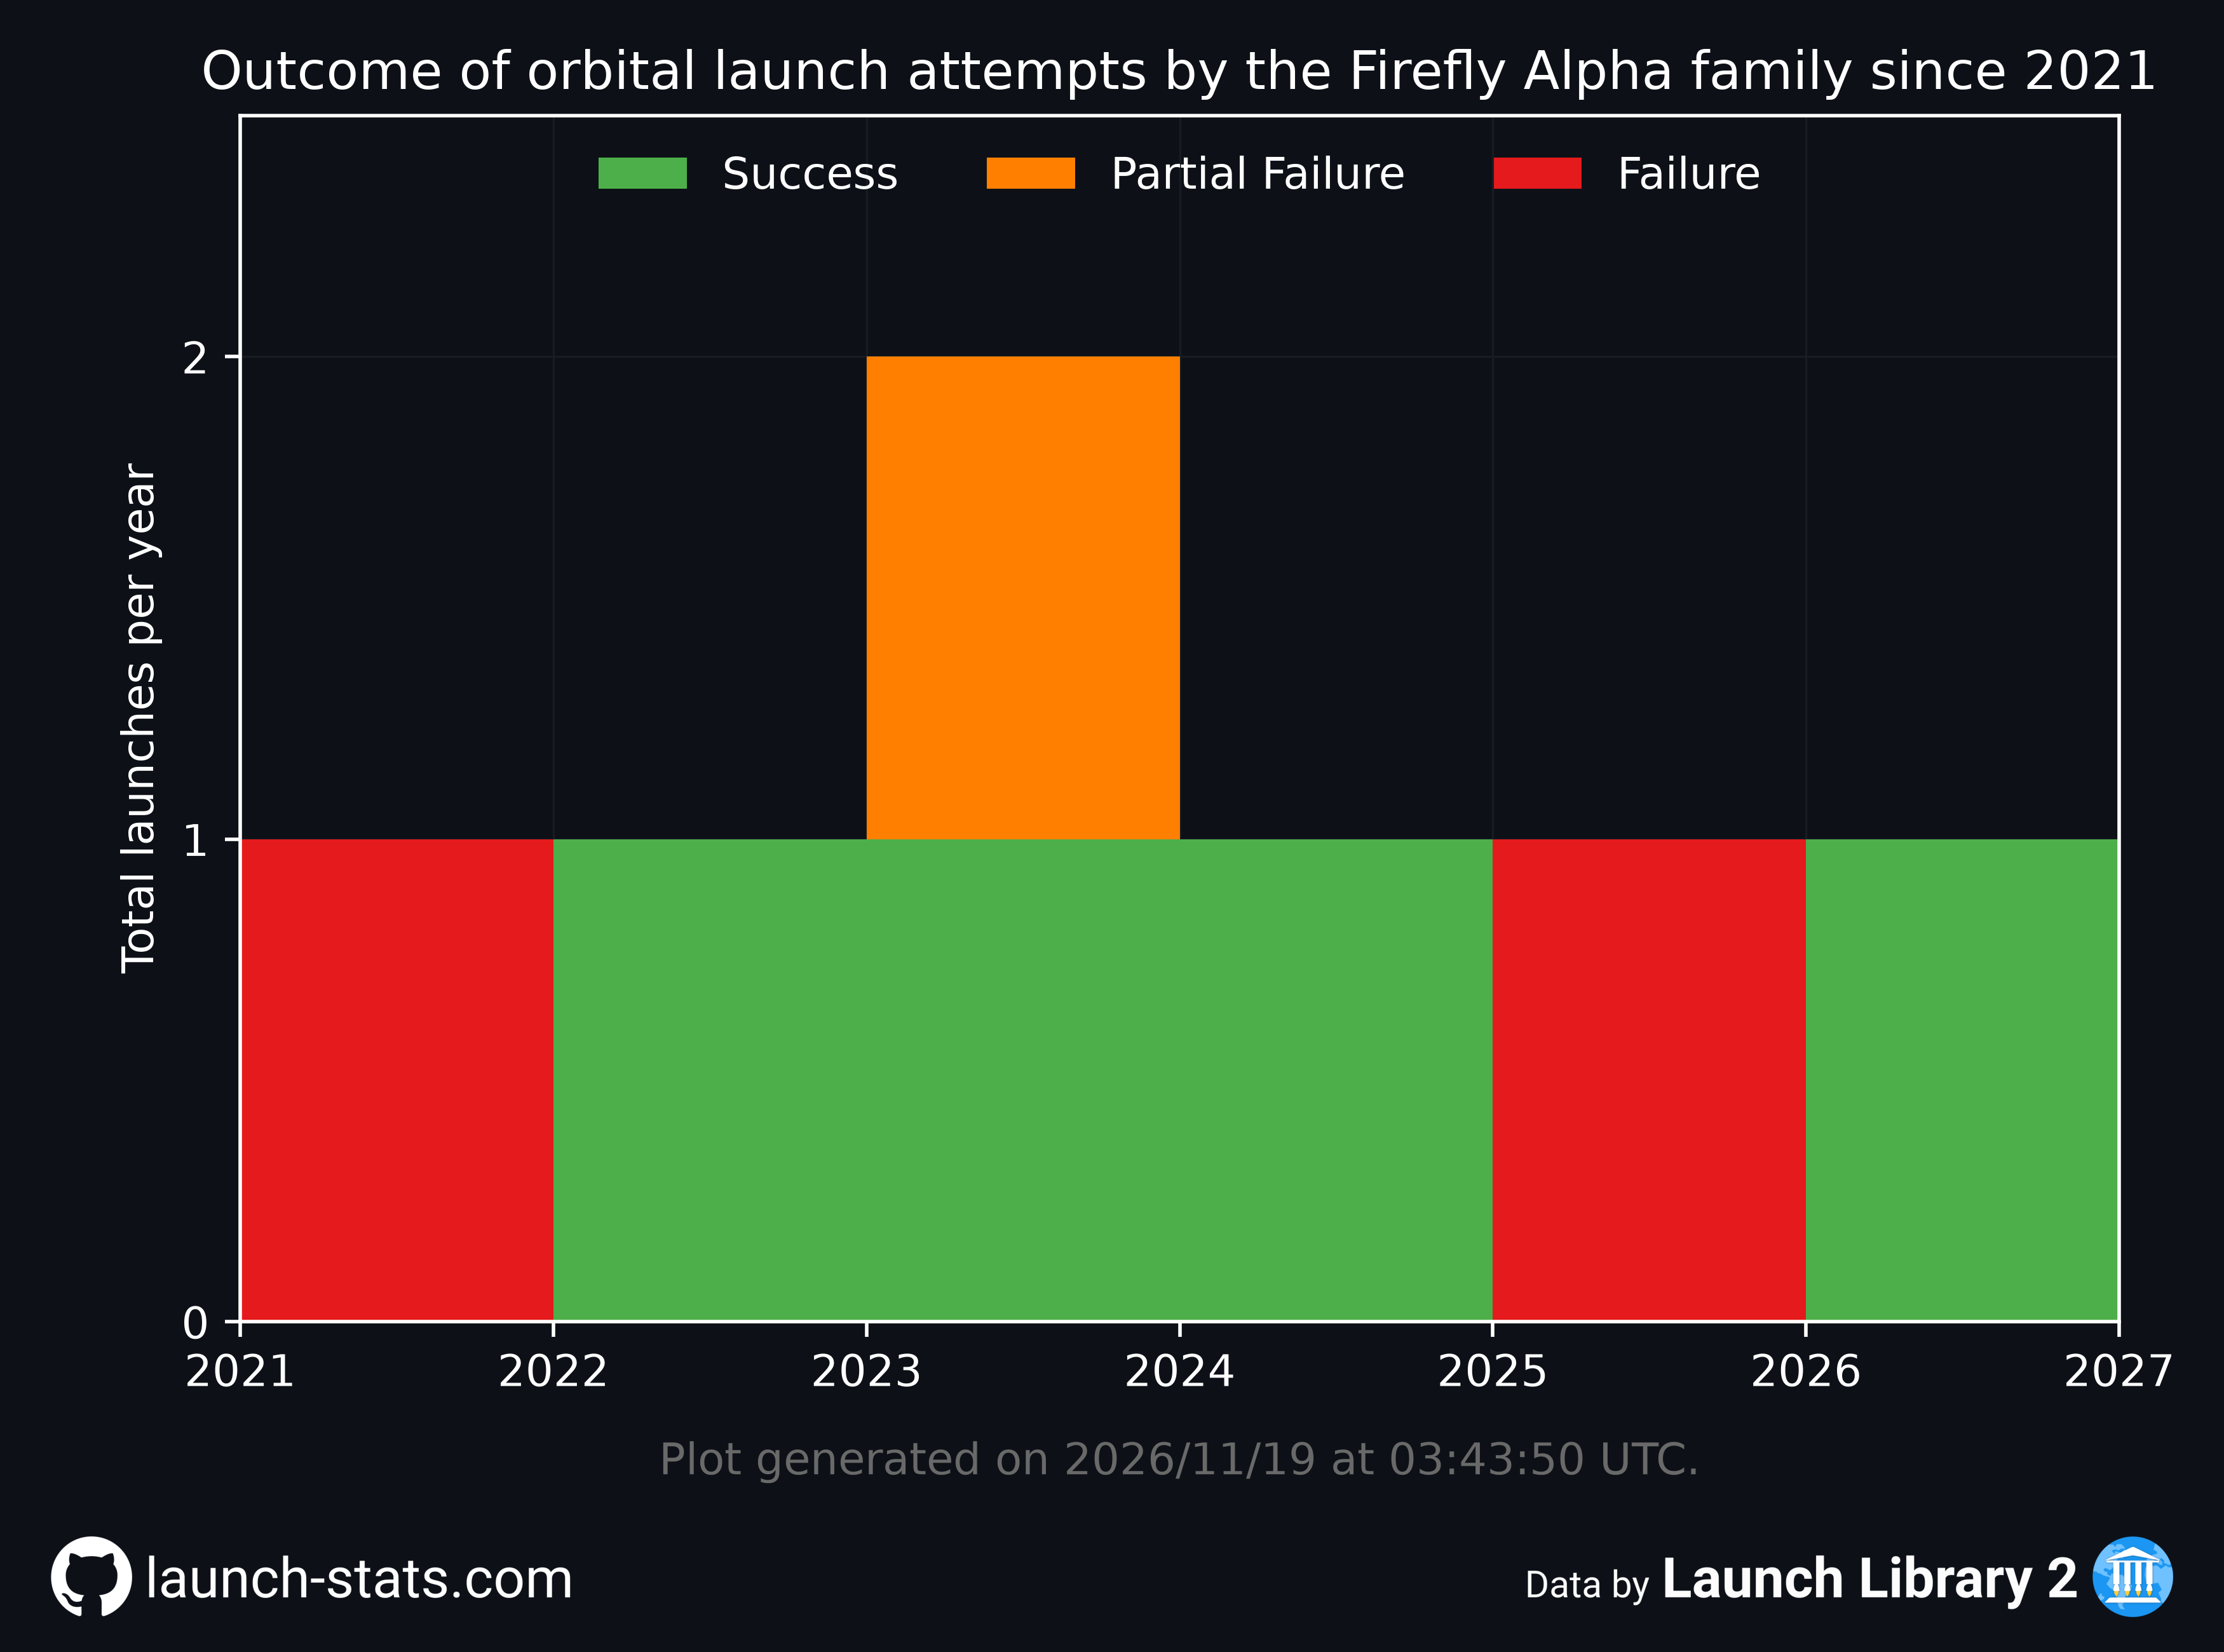 Outcome of orbital launch attempts by the Firefly Alpha family since 2021
Success Partial Failure Failure
Total launches per year
2
1
0
2021 2022 2023 2024 2025 2026 2027
Plot generated on 2026/11/19 at 03:43:50 UTC.
launch-stats.com
Data by Launch Library 2